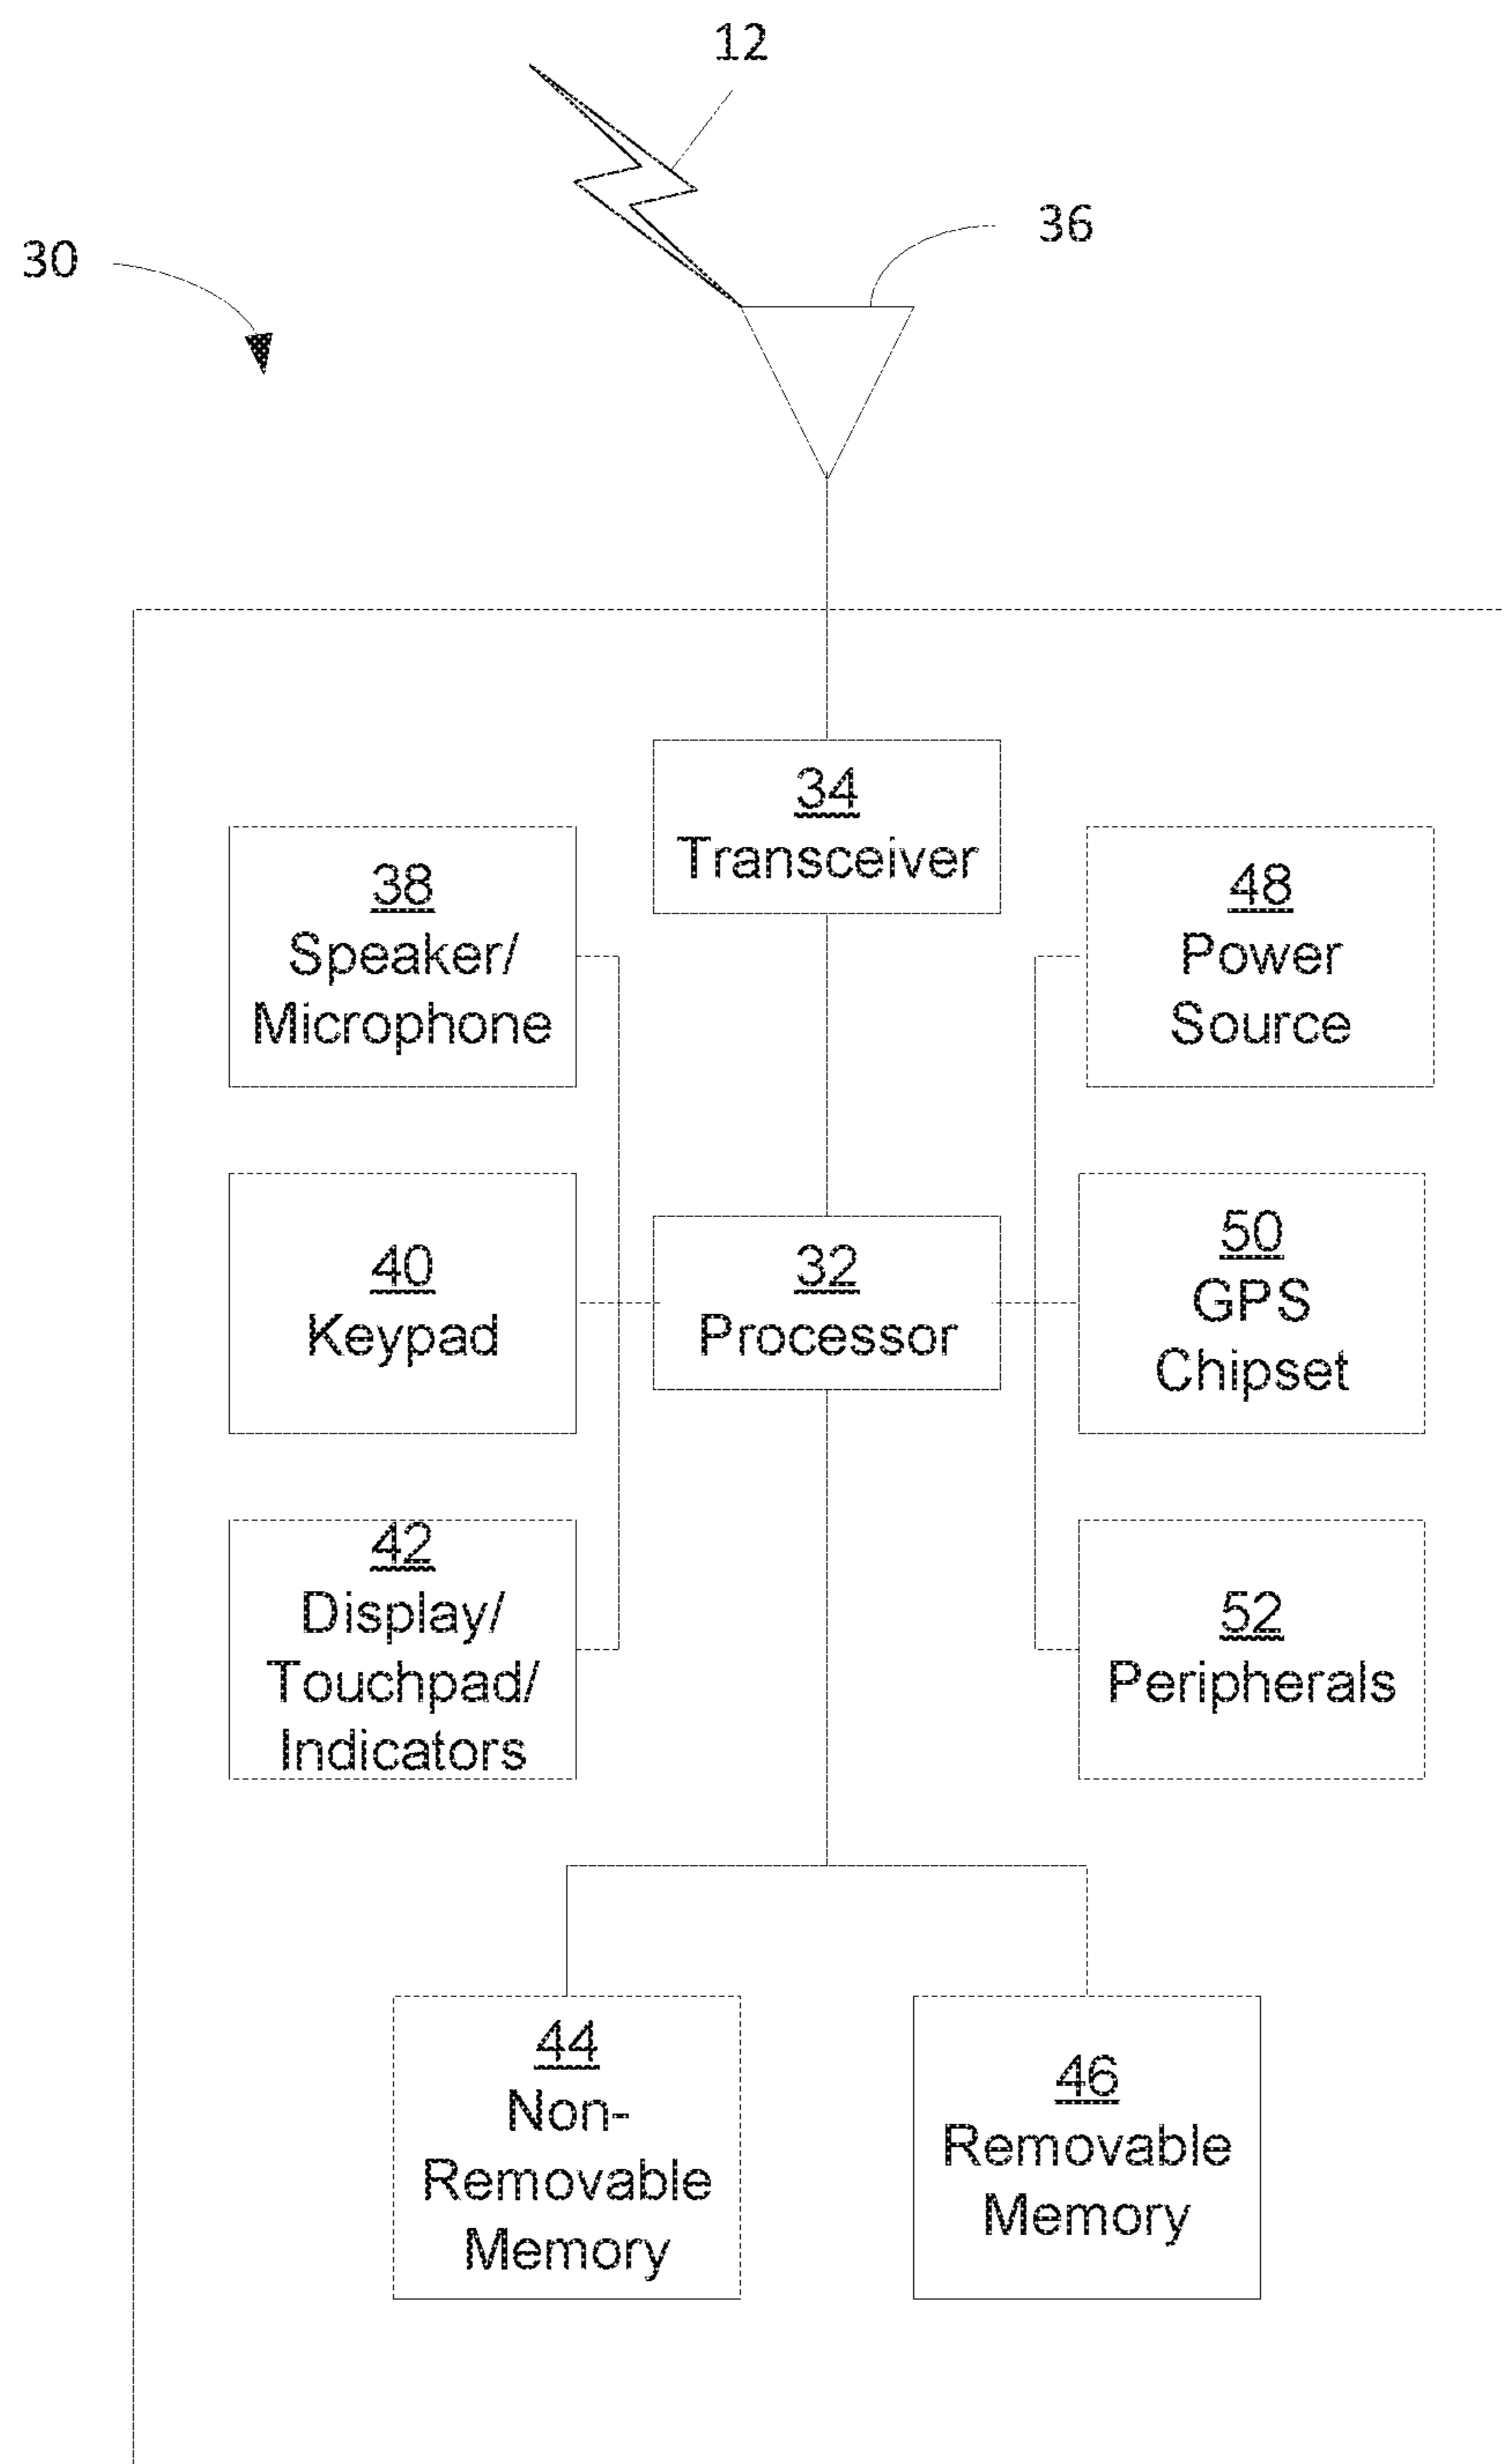 12
36
30
34
Transceiver
38
Speaker/
Microphone
48
Power
Source
40
Keypad
32
Processor
50
GPS
Chipset
42
Display/
Touchpad/
Indicators
52
Peripherals
44
Non-
Removable
Memory
46
Removable
Memory